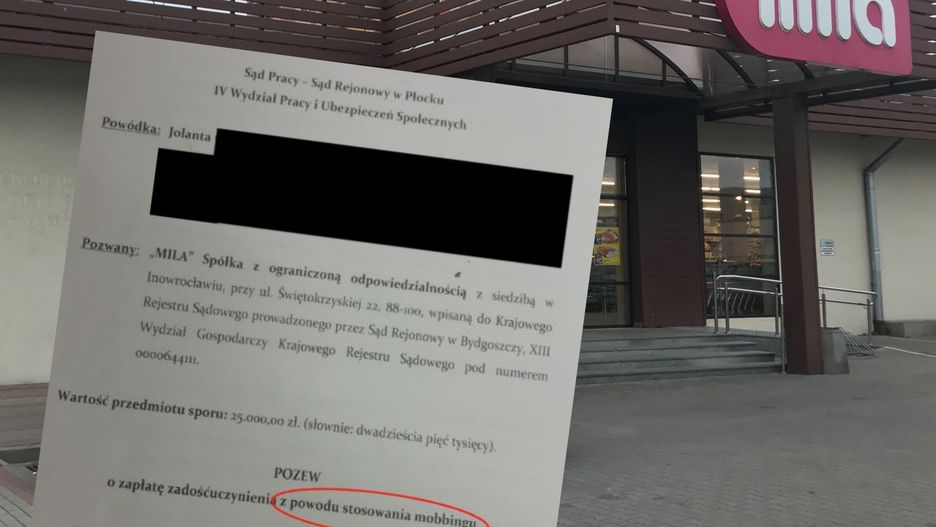 mila
Sąd Pracy – Sąd Rejonowy w Płocku
IV Wydział Pracy i Ubezpieczeń Społecznych
Powódka: Jolanta
Pozwany: „MILA” Spółka z ograniczoną odpowiedzialnością z siedzibą w
Inowrocławiu, przy ul. Świętokrzyskiej 22, 88-100, wpisaną do Krajowego
Rejestru Sądowego prowadzonego przez Sąd Rejonowy w Bydgoszczy, XIII
Wydział Gospodarczy Krajowego Rejestru Sądowego pod numerem
0000644111.
Wartość przedmiotu sporu: 25.000,00 zł. (słownie: dwadzieścia pięć tysięcy).
POZEW
o zapłatę zadośćuczynienia z powodu stosowania mobbingu